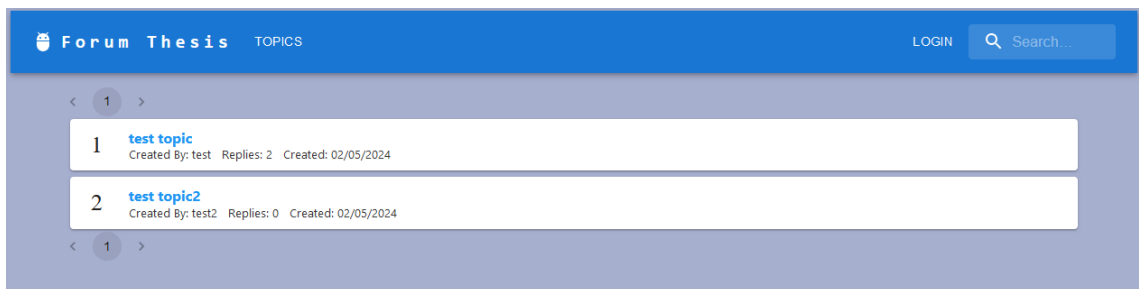 Forum Thesis TOPICS LOGIN Search...
< 1 >
1 test topic
Created By: test Replies: 2 Created: 02/05/2024
2 test topic2
Created By: test2 Replies: 0 Created: 02/05/2024
< 1 >